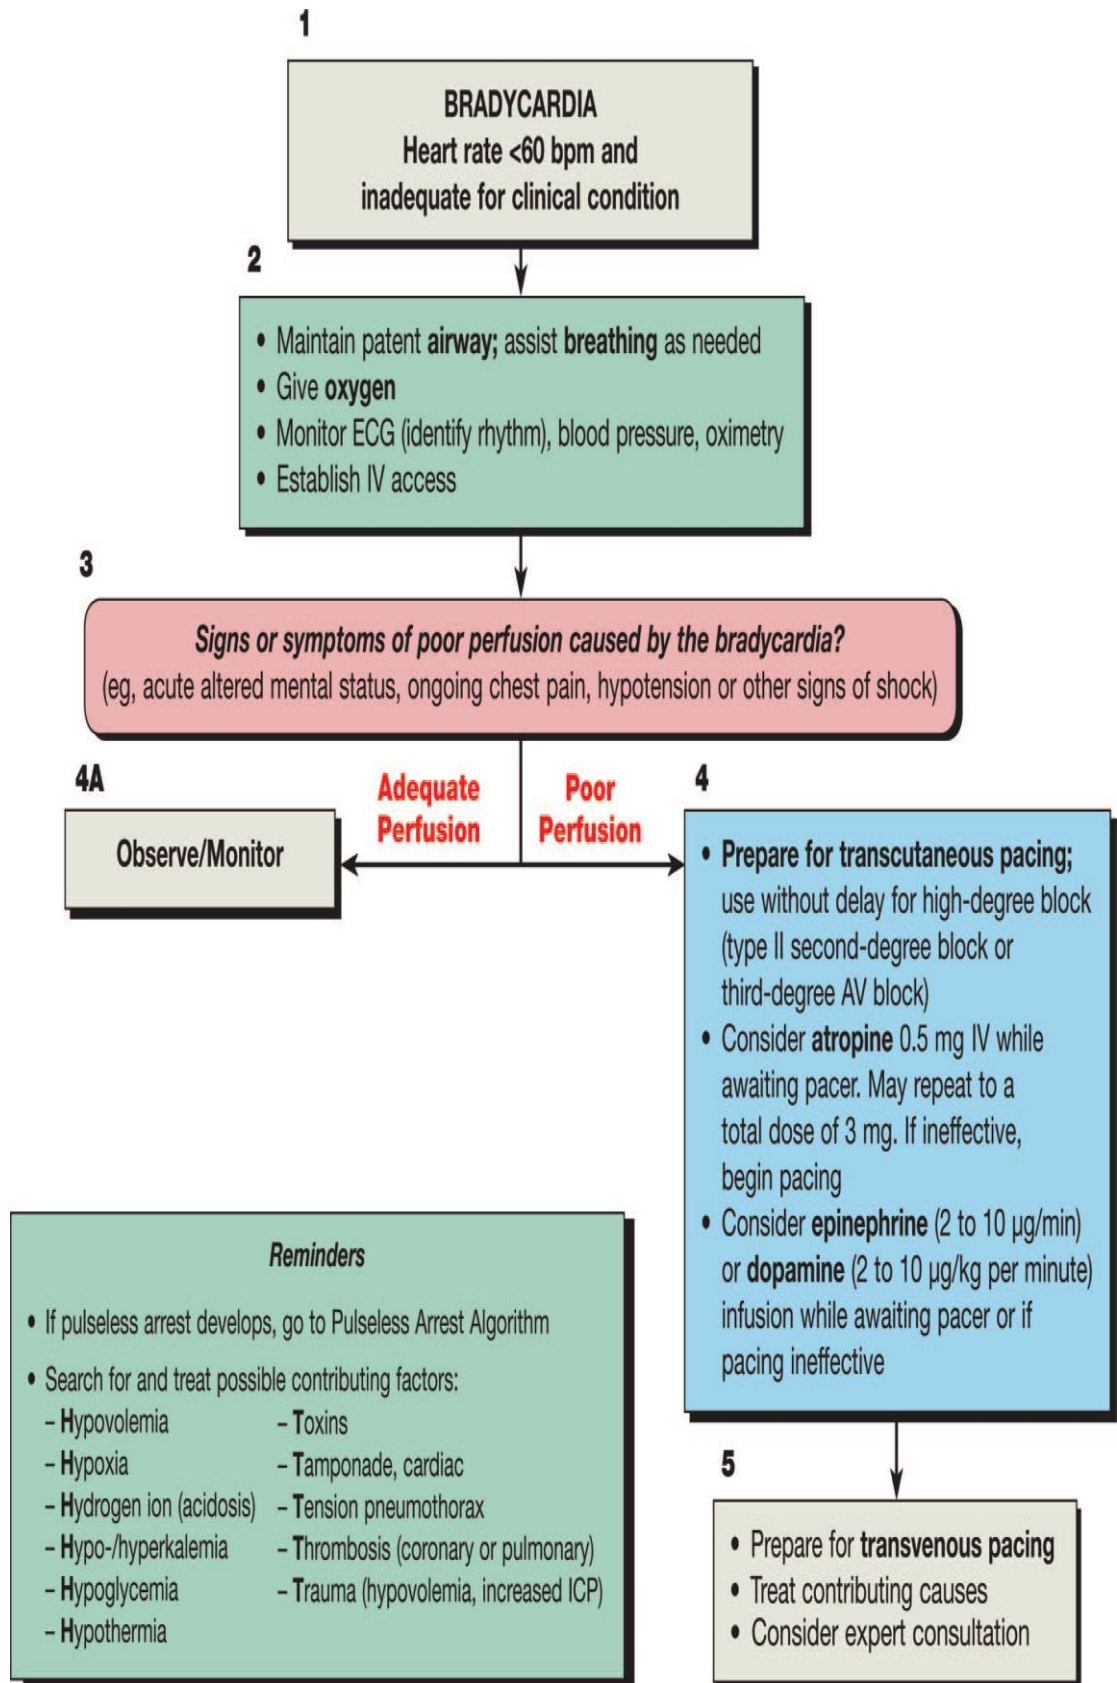 1
BRADYCARDIA
Heart rate <60 bpm and
inadequate for clinical condition
2
• Maintain patent airway; assist breathing as needed
• Give oxygen
• Monitor ECG (identify rhythm), blood pressure, oximetry
• Establish IV access
3
Signs or symptoms of poor perfusion caused by the bradycardia?
(eg, acute altered mental status, ongoing chest pain, hypotension or other signs of shock)
4A
Observe/Monitor
Adequate
Perfusion
Poor
Perfusion
4
• Prepare for transcutaneous pacing;
use without delay for high-degree block
(type II second-degree block or
third-degree AV block)
• Consider atropine 0.5 mg IV while
awaiting pacer. May repeat to a
total dose of 3 mg. If ineffective,
begin pacing
• Consider epinephrine (2 to 10 µg/min)
or dopamine (2 to 10 µg/kg per minute)
infusion while awaiting pacer or if
pacing ineffective
Reminders
• If pulseless arrest develops, go to Pulseless Arrest Algorithm
• Search for and treat possible contributing factors:
– Hypovolemia
– Hypoxia
– Hydrogen ion (acidosis)
– Hypo-/hyperkalemia
– Hypoglycemia
– Hypothermia
– Toxins
– Tamponade, cardiac
– Tension pneumothorax
– Thrombosis (coronary or pulmonary)
– Trauma (hypovolemia, increased ICP)
5
• Prepare for transvenous pacing
• Treat contributing causes
• Consider expert consultation